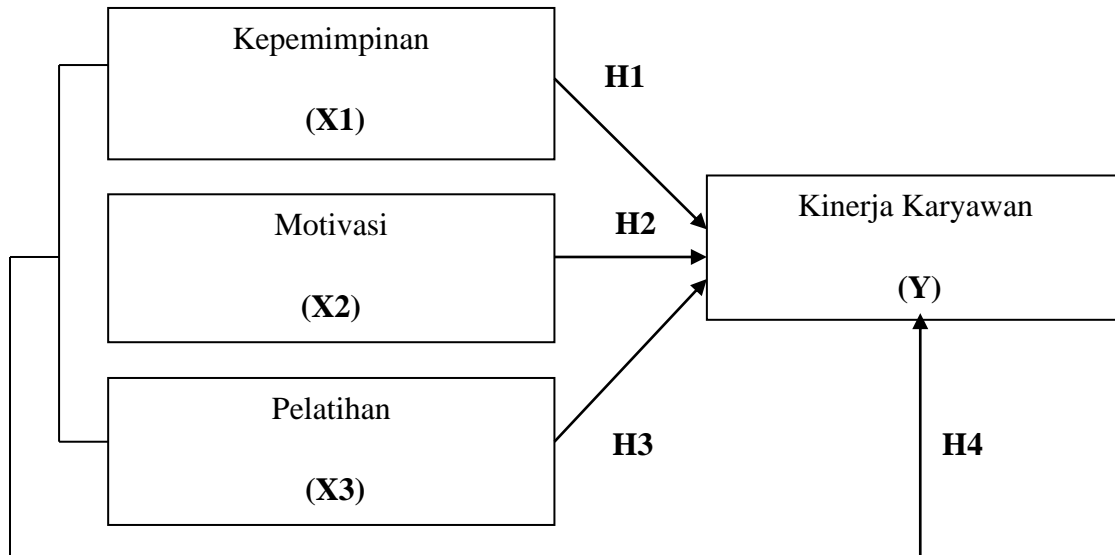 Kepemimpinan
(X1)
H1
Motivasi
(X2)
H2
Pelatihan
(X3)
H3
Kinerja Karyawan
(Y)
H4